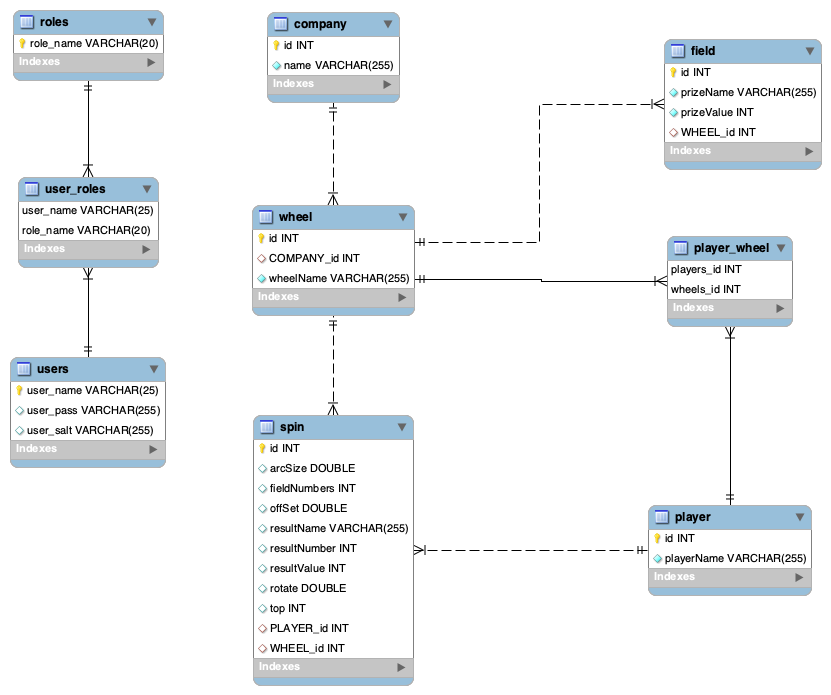 roles
role_name VARCHAR(20)
Indexes
user_roles
user_name VARCHAR(25)
role_name VARCHAR(20)
Indexes
users
user_name VARCHAR(25)
user_pass VARCHAR(255)
user_salt VARCHAR(255)
Indexes
company
id INT
name VARCHAR(255)
Indexes
wheel
id INT
COMPANY_id INT
wheelName VARCHAR(255)
Indexes
spin
id INT
arcSize DOUBLE
fieldNumbers INT
offSet DOUBLE
resultName VARCHAR(255)
resultNumber INT
resultValue INT
rotate DOUBLE
top INT
PLAYER_id INT
WHEEL_id INT
Indexes
field
id INT
prizeName VARCHAR(255)
prizeValue INT
WHEEL_id INT
Indexes
player_wheel
players_id INT
wheels_id INT
Indexes
player
id INT
playerName VARCHAR(255)
Indexes